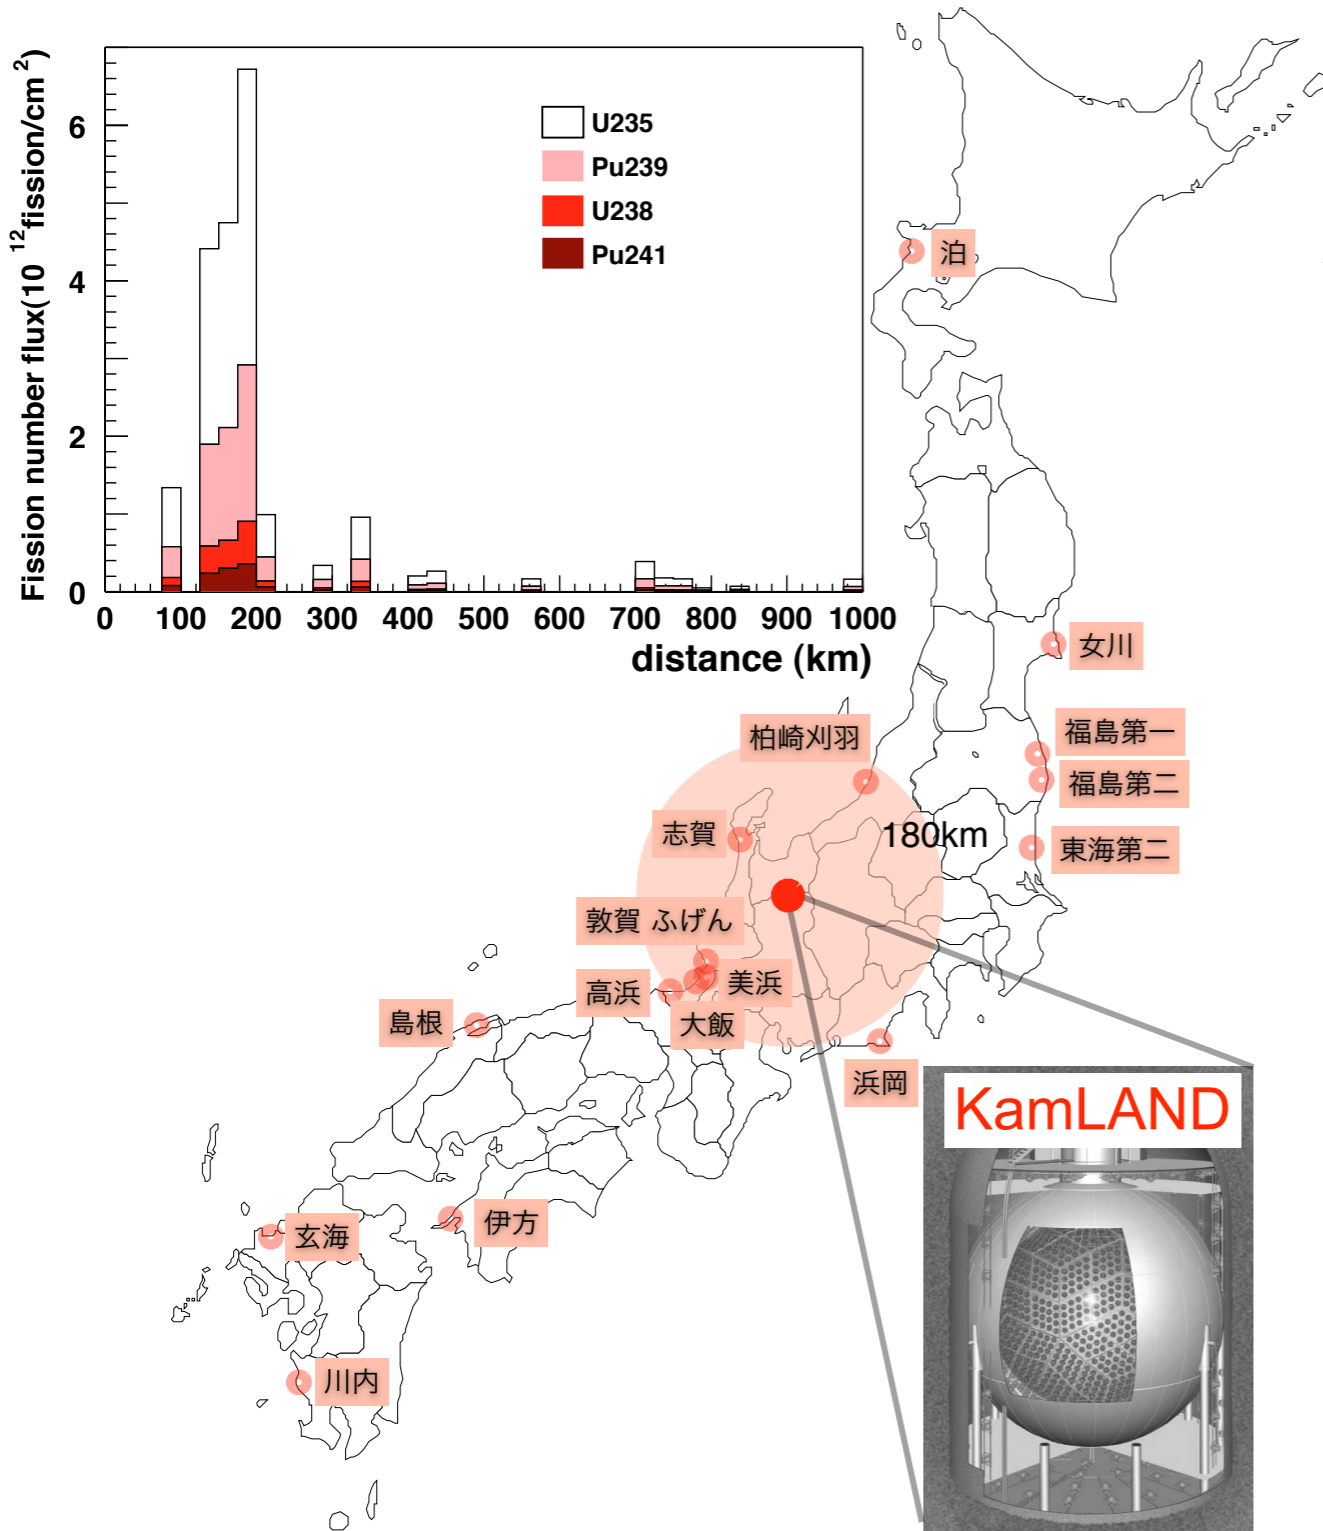 Fission number flux(10 12 fission/cm 2)
6
4
2
0
U235
Pu239
U238
Pu241
0 100 200 300 400 500 600 700 800 900 1000
distance (km)
泊
女川
柏崎刈羽
福島第一
福島第二
志賀
180km
東海第二
敦賀 ふげん
美浜
高浜
大飯
島根
浜岡
KamLAND
伊方
玄海
川内